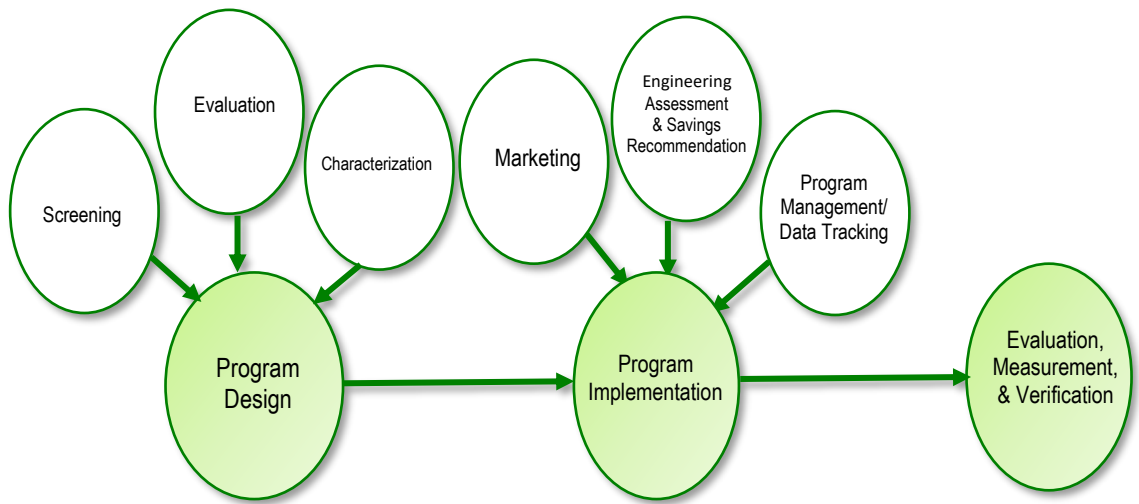 Screening
Evaluation
Characterization
Marketing
Engineering
Assessment
& Savings
Recommendation
Program
Management/
Data Tracking
Program
Design
Program
Implementation
Evaluation,
Measurement,
& Verification